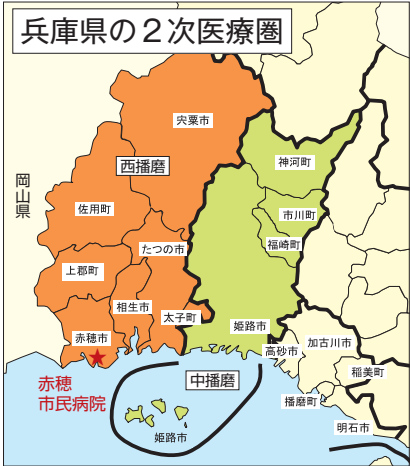 兵庫県の２次医療圏
宍粟市
神河町
西播磨
岡山県
佐用町
市川町
たつの市
福崎町
上郡町
相生市
太子町
姫路市
赤穂市
加古川市
高砂市
赤穂
市民病院
中播磨
稲美町
播磨町
姫路市
明石市